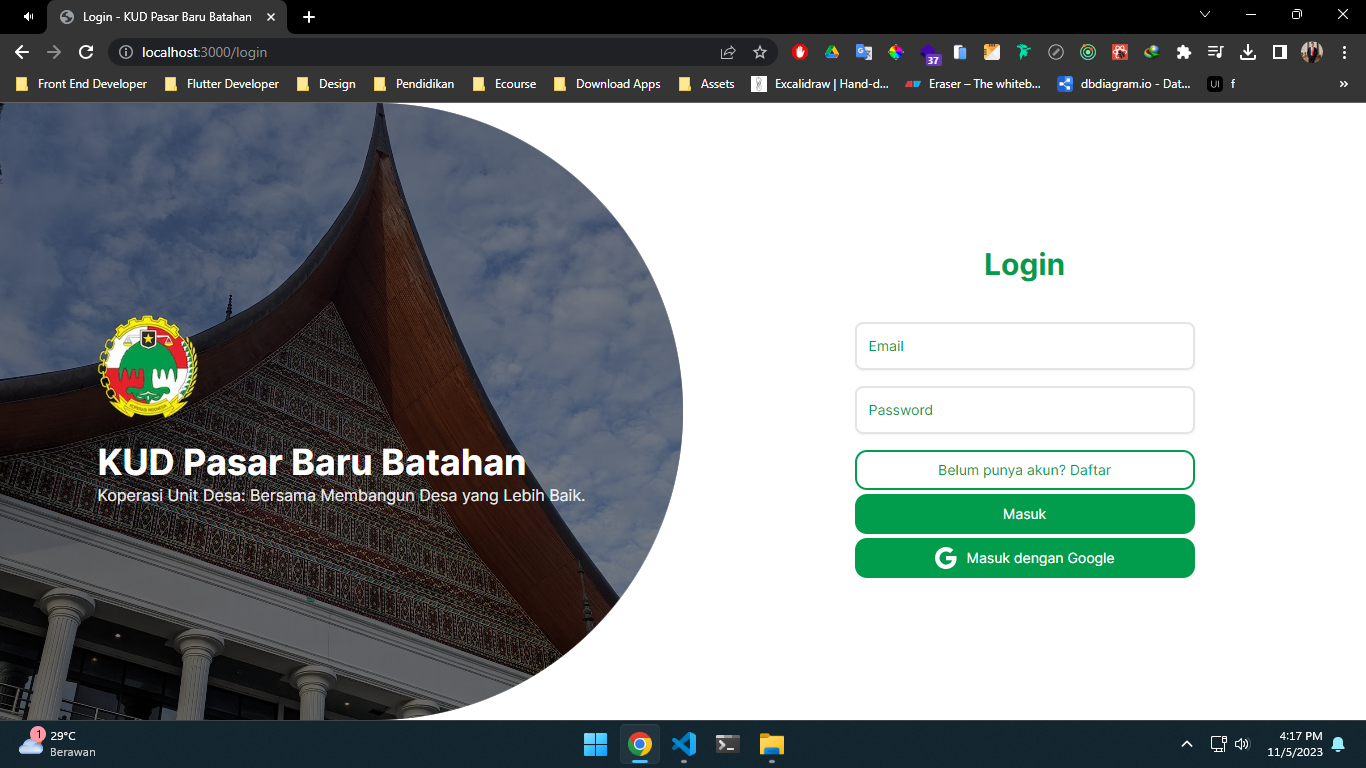 Login - KUD Pasar Baru Batahan
localhost:3000/login
37
Front End Developer
Flutter Developer
Design
Pendidikan
Ecourse
Download Apps
Assets
Excalidraw | Hand-d...
Eraser – The whiteb...
dbdiagram.io - Dat...
UI
f
KOPERASI INDONESIA
KUD Pasar Baru Batahan
Koperasi Unit Desa: Bersama Membangun Desa yang Lebih Baik.
Login
Email
Password
Belum punya akun? Daftar
Masuk
G Masuk dengan Google
1
29°C
Berawan
4:17 PM
11/5/2023